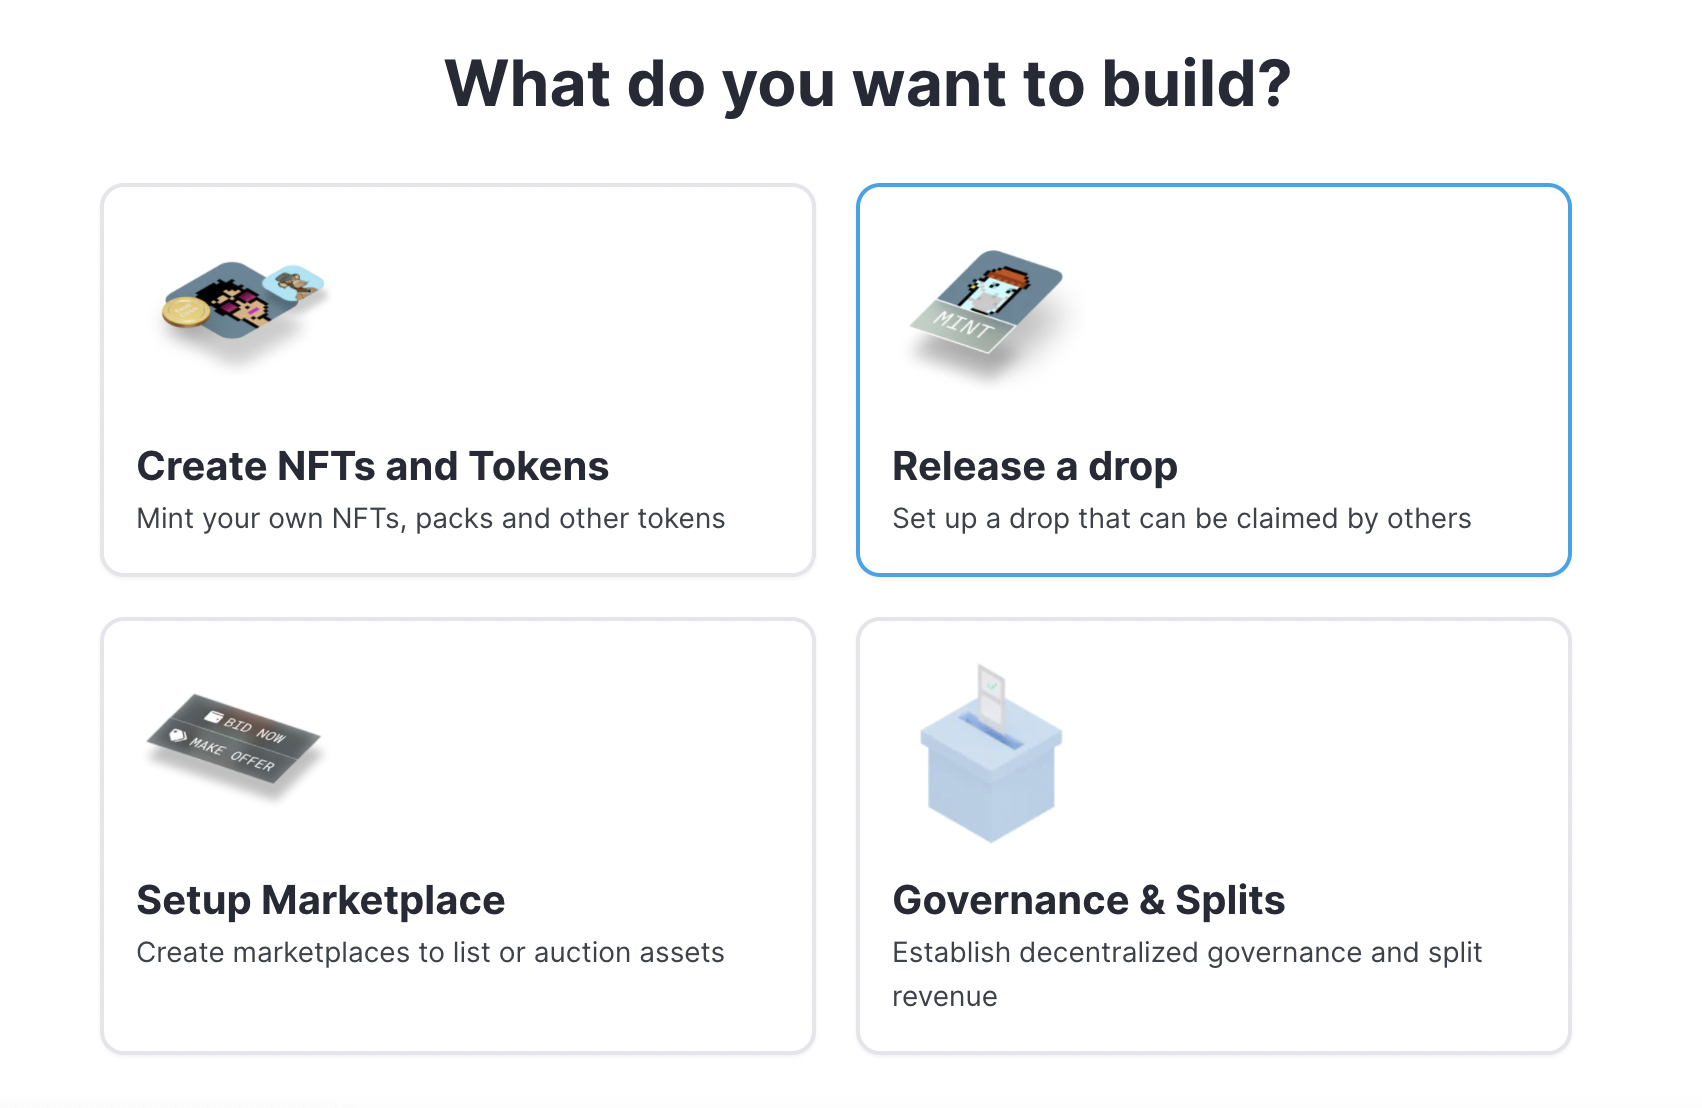 What do you want to build?
MINT
Create NFTs and Tokens
Mint your own NFTs, packs and other tokens
Release a drop
Set up a drop that can be claimed by others
BID NOW
MAKE OFFER
Setup Marketplace
Create marketplaces to list or auction assets
Governance & Splits
Establish decentralized governance and split
revenue